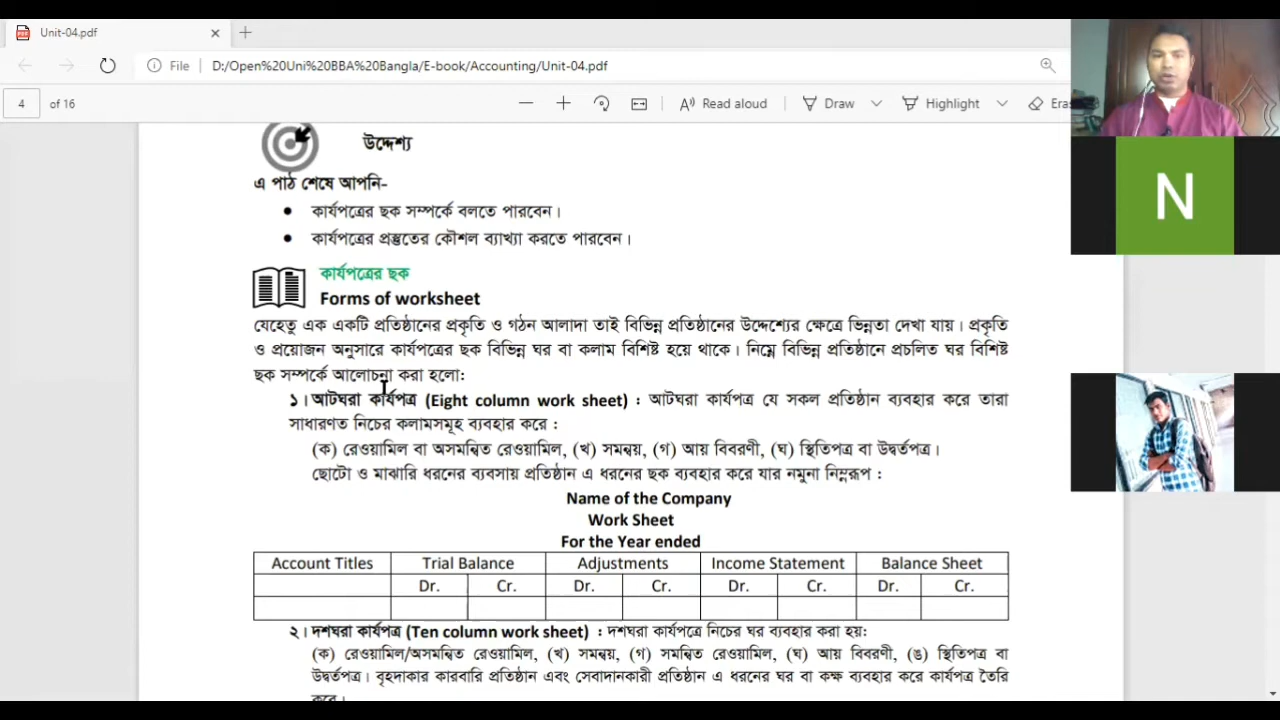 Unit-04.pdf
File D:/Open%20Uni%20BBA%20Bangla/E-book/Accounting/Unit-04.pdf
4 of 16 Read aloud Draw Highlight
উদ্দেশ্য
এ পাঠ শেষে আপনি-
• কার্যপত্রের ছক সম্পর্কে বলতে পারবেন।
• কার্যপত্রের প্রস্তুতের কৌশল ব্যাখ্যা করতে পারবেন।
কার্যপত্রের ছক
Forms of worksheet
যেহেতু এক একটি প্রতিষ্ঠানের প্রকৃতি ও গঠন আলাদা তাই বিভিন্ন প্রতিষ্ঠানের উদ্দেশ্যের ক্ষেত্রে ভিন্নতা দেখা যায়। প্রকৃতি
ও প্রয়োজন অনুসারে কার্যপত্রের ছক বিভিন্ন ঘর বা কলাম বিশিষ্ট হয়ে থাকে। নিম্নে বিভিন্ন প্রতিষ্ঠানে প্রচলিত ঘর বিশিষ্ট
ছক সম্পর্কে আলোচনা করা হলো:
১। আটঘরা কার্যপত্র (Eight column work sheet) : আটঘরা কার্যপত্র যে সকল প্রতিষ্ঠান ব্যবহার করে তারা
সাধারণত নিচের কলামসমূহ ব্যবহার করে :
(ক) রেওয়ামিল বা অসমন্বিত রেওয়ামিল, (খ) সমন্বয়, (গ) আয় বিবরণী, (ঘ) স্থিতিপত্র বা উদ্বর্তপত্র।
ছোটো ও মাঝারি ধরনের ব্যবসায় প্রতিষ্ঠান এ ধরনের ছক ব্যবহার করে যার নমুনা নিম্নরূপ :
Name of the Company
Work Sheet
For the Year ended
Account Titles Trial Balance Adjustments Income Statement Balance Sheet
Dr. Cr. Dr. Cr. Dr. Cr. Dr. Cr.
২। দশঘরা কার্যপত্র (Ten column work sheet) : দশঘরা কার্যপত্রে নিচের ঘর ব্যবহার করা হয়:
(ক) রেওয়ামিল/অসমন্বিত রেওয়ামিল, (খ) সমন্বয়, (গ) সমন্বিত রেওয়ামিল, (ঘ) আয় বিবরণী, (ঙ) স্থিতিপত্র বা
উদ্বর্তপত্র। বৃহদাকার কারবারি প্রতিষ্ঠান এবং সেবাদানকারী প্রতিষ্ঠান এ ধরনের ঘর বা কক্ষ ব্যবহার করে কার্যপত্র তৈরি
করে।
N